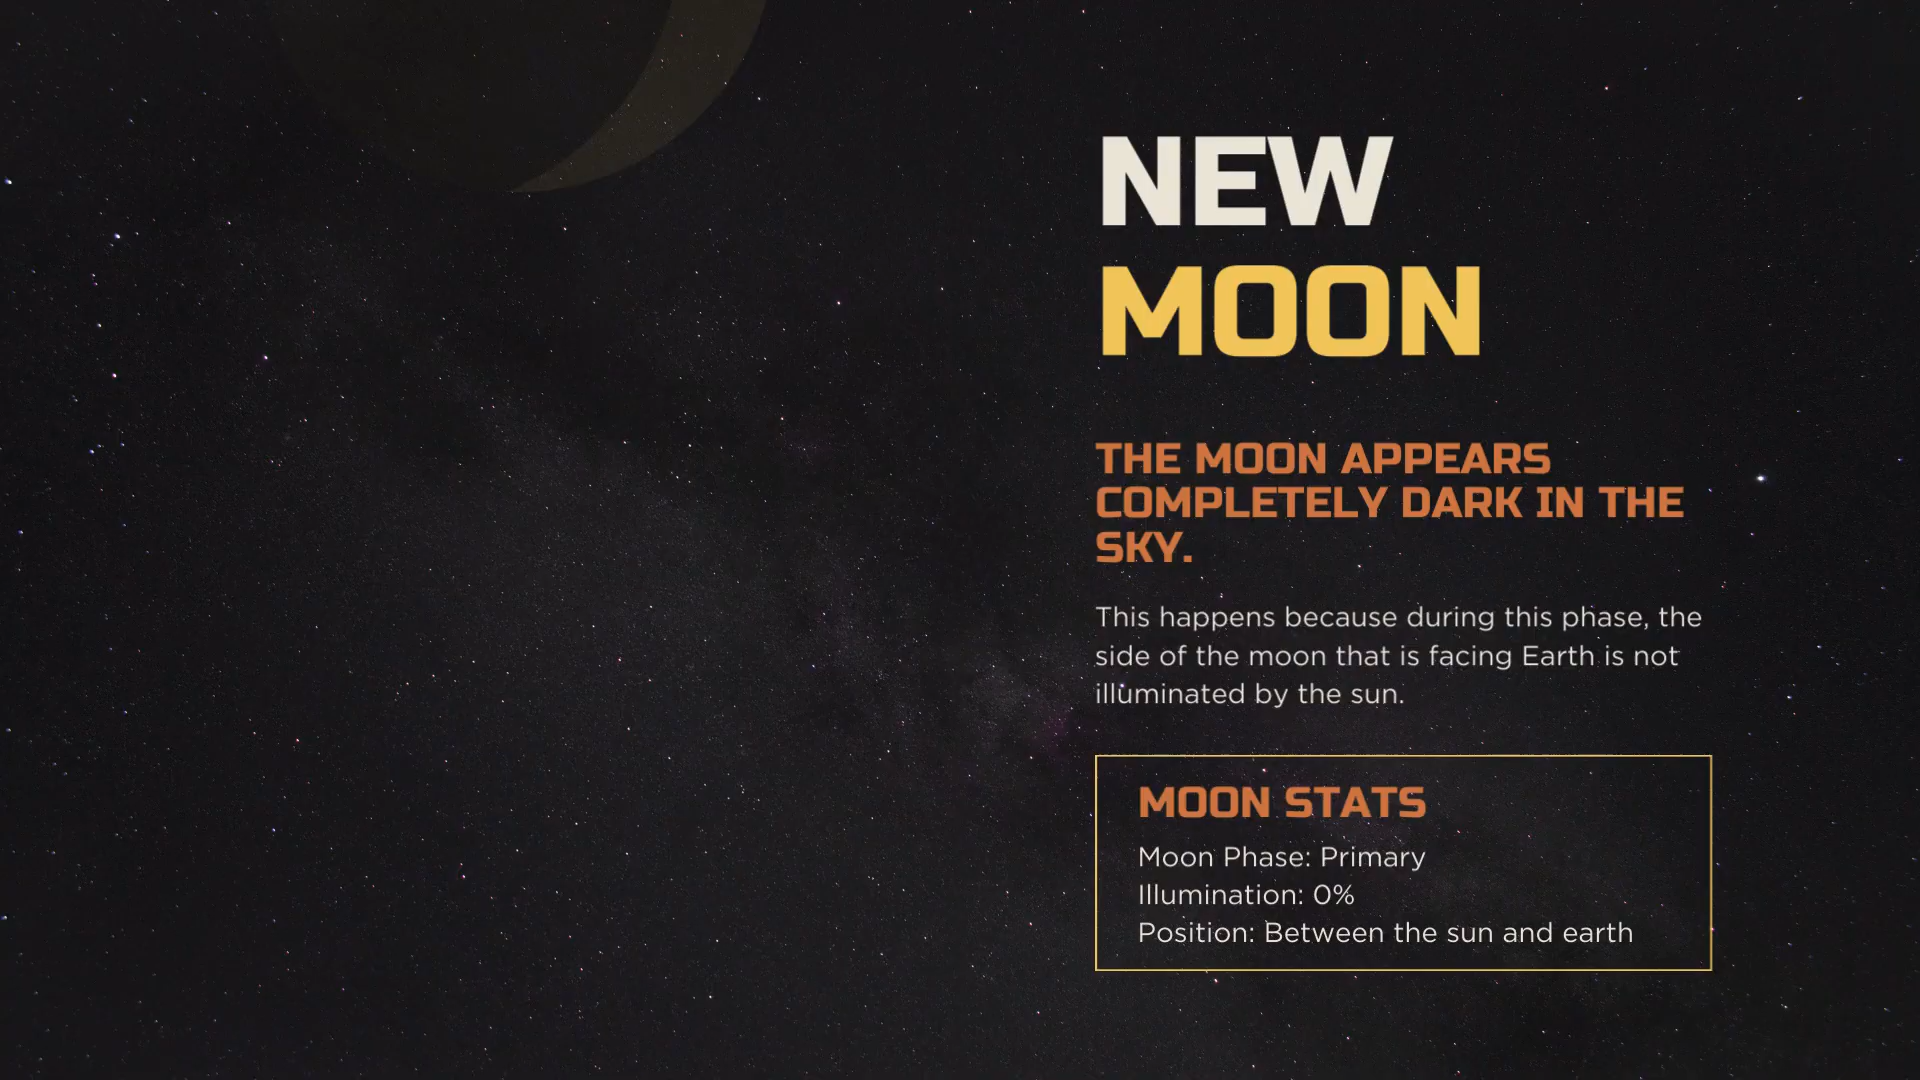 NEW
MOON
THE MOON APPEARS
COMPLETELY DARK IN THE
SKY.
This happens because during this phase, the
side of the moon that is facing Earth is not
illuminated by the sun.
MOON STATS
Moon Phase: Primary
Illumination: 0%
Position: Between the sun and earth